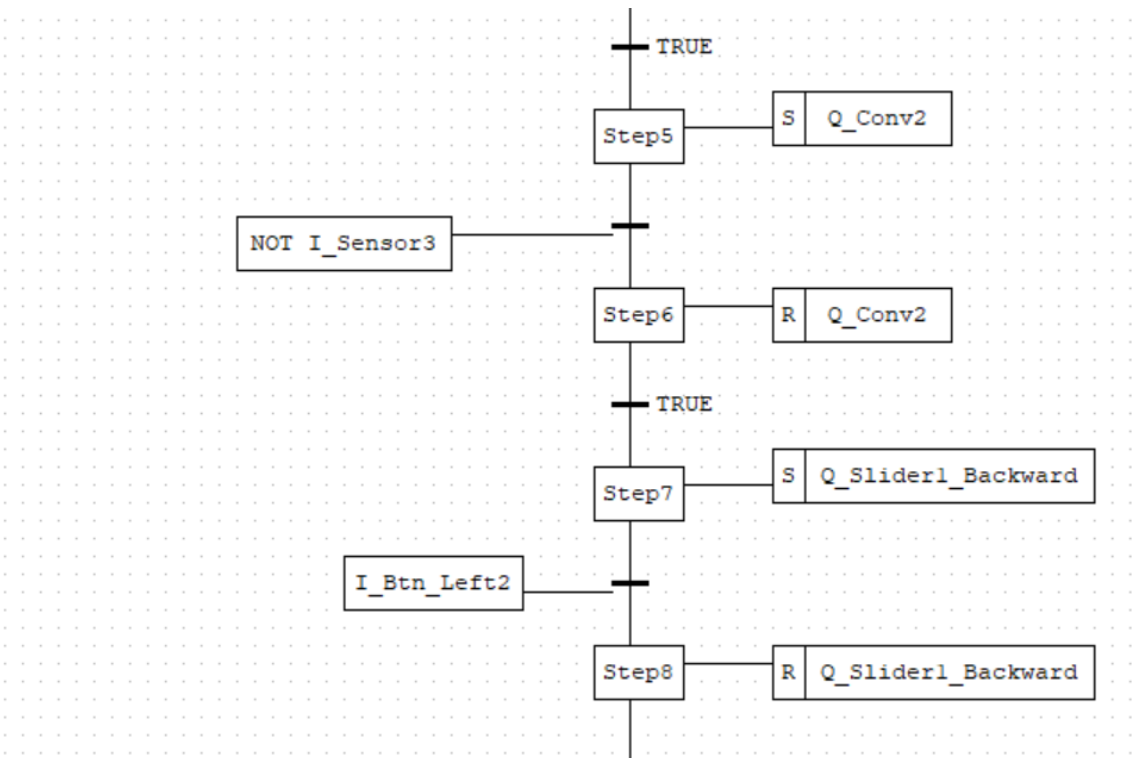 TRUE
S Q_Conv2
Step5
NOT I_Sensor3
Step6
R Q_Conv2
TRUE
S Q_Slider1_Backward
Step7
I_Btn_Left2
Step8
R Q_Slider1_Backward